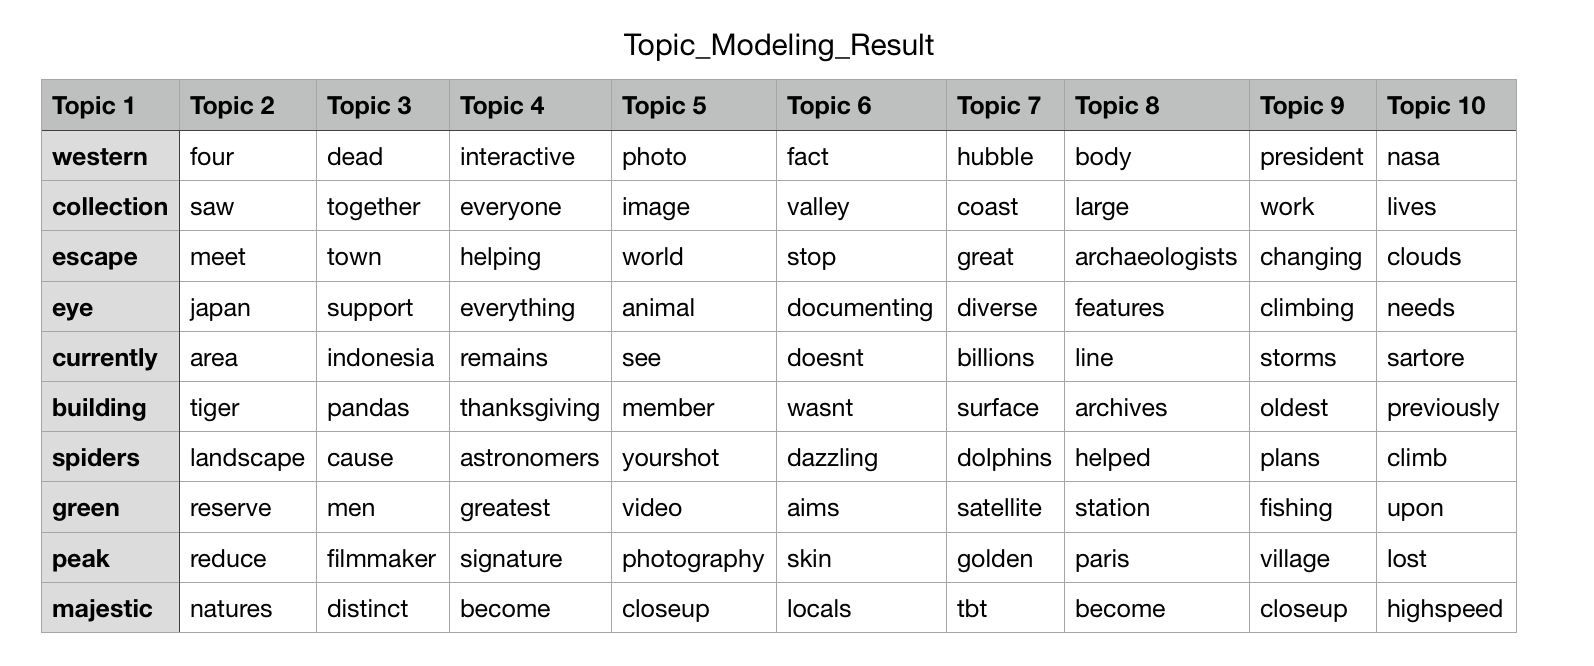 Topic_Modeling_Result
Topic 1 Topic 2 Topic 3 Topic 4 Topic 5 Topic 6 Topic 7 Topic 8 Topic 9 Topic 10
western four dead interactive photo fact hubble body president nasa
collection saw together everyone image valley coast large work lives
escape meet town helping world stop great archaeologists changing clouds
eye japan support everything animal documenting diverse features climbing needs
currently area indonesia remains see doesnt billions line storms sartore
building tiger pandas thanksgiving member wasnt surface archives oldest previously
spiders landscape cause astronomers yourshot dazzling dolphins helped plans climb
green reserve men greatest video aims satellite station fishing upon
peak reduce filmmaker signature photography skin golden paris village lost
majestic natures distinct become closeup locals tbt become closeup highspeed